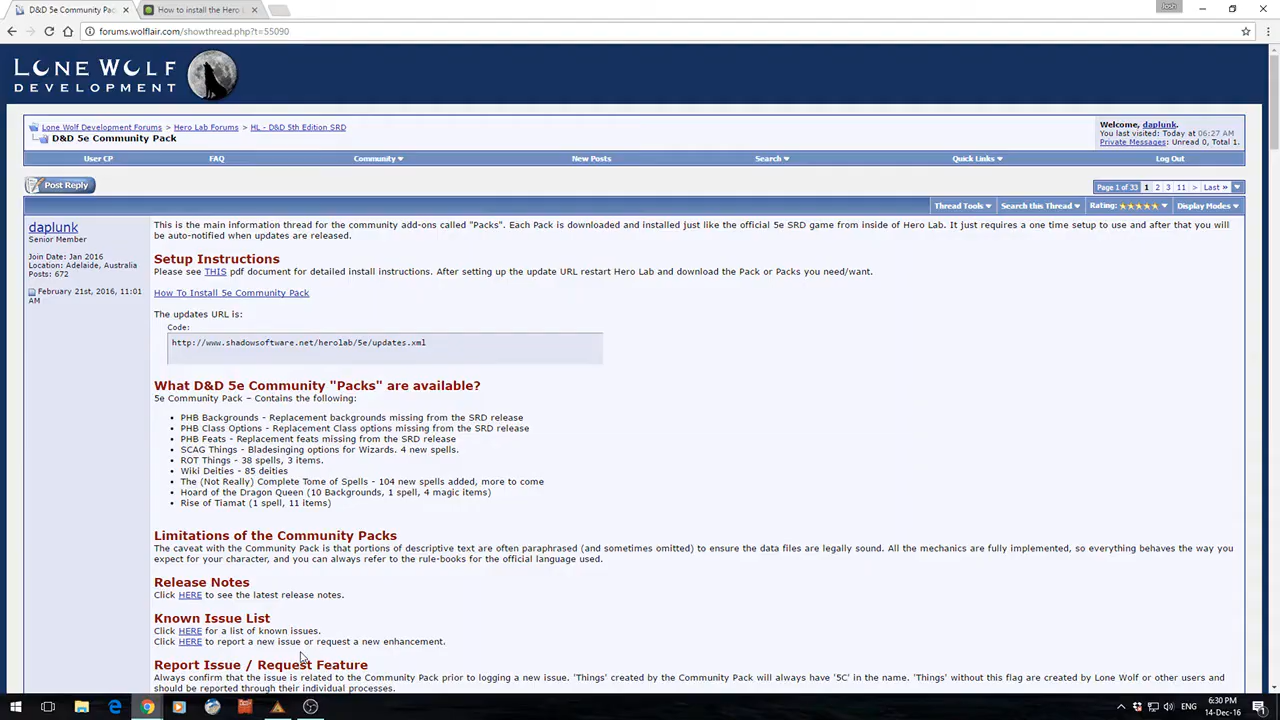 D&D 5e Community Pac
How to install the Hero
Josh
forums.wolflair.com/showthread.php?t=55090
LONE WOLF
DEVELOPMENT
Lone Wolf Development Forums > Hero Lab Forums > HL - D&D 5th Edition SRD
D&D 5e Community Pack
Welcome, daplunk.
You last visited: Today at 06:27 AM
Private Messages: Unread 0, Total 1.
User CP FAQ Community New Posts Search Quick Links Log Out
Post Reply
Page 1 of 33 1 2 3 11 > Last »
Thread Tools Search this Thread Rating: Display Modes
daplunk
Senior Member
Join Date: Jan 2016
Location: Adelaide, Australia
Posts: 672
February 21st, 2016, 11:01
AM
This is the main information thread for the community add-ons called "Packs". Each Pack is downloaded and installed just like the official 5e SRD game from inside of Hero Lab. It just requires a one time setup to use and after that you will
be auto-notified when updates are released.
Setup Instructions
Please see THIS pdf document for detailed install instructions. After setting up the update URL restart Hero Lab and download the Pack or Packs you need/want.
How To Install 5e Community Pack
The updates URL is:
Code:
http://www.shadowsoftware.net/herolab/5e/updates.xml
What D&D 5e Community "Packs" are available?
5e Community Pack – Contains the following:
• PHB Backgrounds - Replacement backgrounds missing from the SRD release
• PHB Class Options - Replacement Class options missing from the SRD release
• PHB Feats - Replacement feats missing from the SRD release
• SCAG Things - Bladesinging options for Wizards. 4 new spells.
• ROT Things - 38 spells, 3 items.
• Wiki Deities - 85 deities
• The (Not Really) Complete Tome of Spells - 104 new spells added, more to come
• Hoard of the Dragon Queen (10 Backgrounds, 1 spell, 4 magic items)
• Rise of Tiamat (1 spell, 11 items)
Limitations of the Community Packs
The caveat with the Community Pack is that portions of descriptive text are often paraphrased (and sometimes omitted) to ensure the data files are legally sound. All the mechanics are fully implemented, so everything behaves the way you
expect for your character, and you can always refer to the rule-books for the official language used.
Release Notes
Click HERE to see the latest release notes.
Known Issue List
Click HERE for a list of known issues.
Click HERE to report a new issue or request a new enhancement.
Report Issue / Request Feature
Always confirm that the issue is related to the Community Pack prior to logging a new issue. 'Things' created by the Community Pack will always have '5C' in the name. 'Things' without this flag are created by Lone Wolf or other users and
should be reported through their individual processes.
ENG
6:30 PM
14-Dec-16